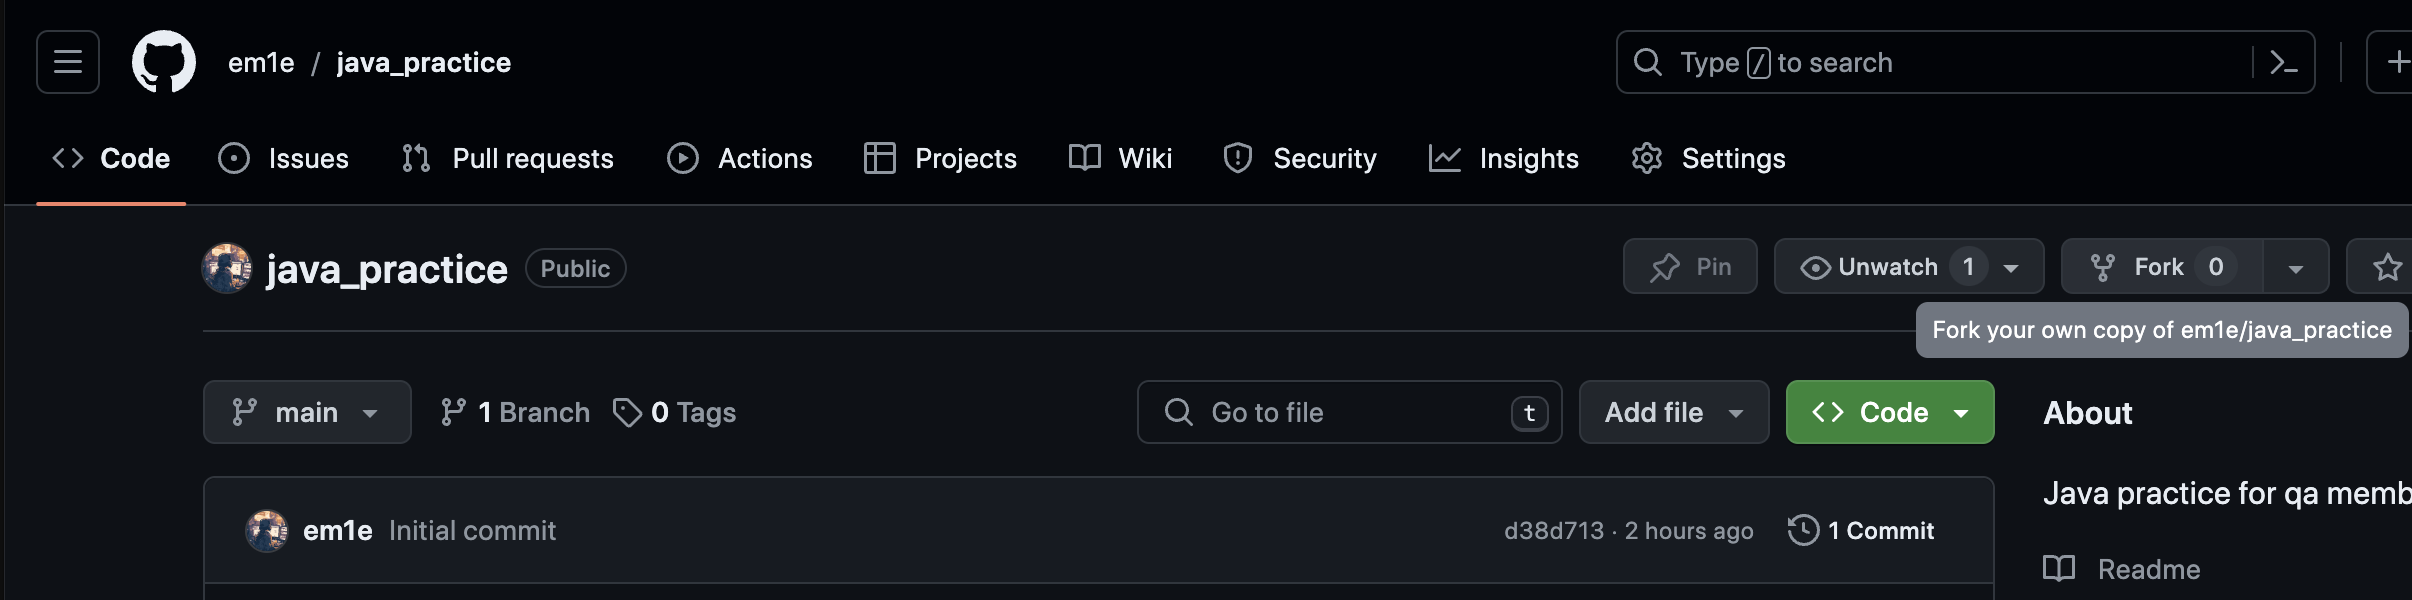 em1e / java_practice
Type / to search
Code Issues Pull requests Actions Projects Wiki Security Insights Settings
java_practice Public
Pin Unwatch 1 Fork 0
Fork your own copy of em1e/java_practice
main 1 Branch 0 Tags Go to file t Add file Code About
Java practice for qa memb
em1e Initial commit d38d713 · 2 hours ago 1 Commit
Readme